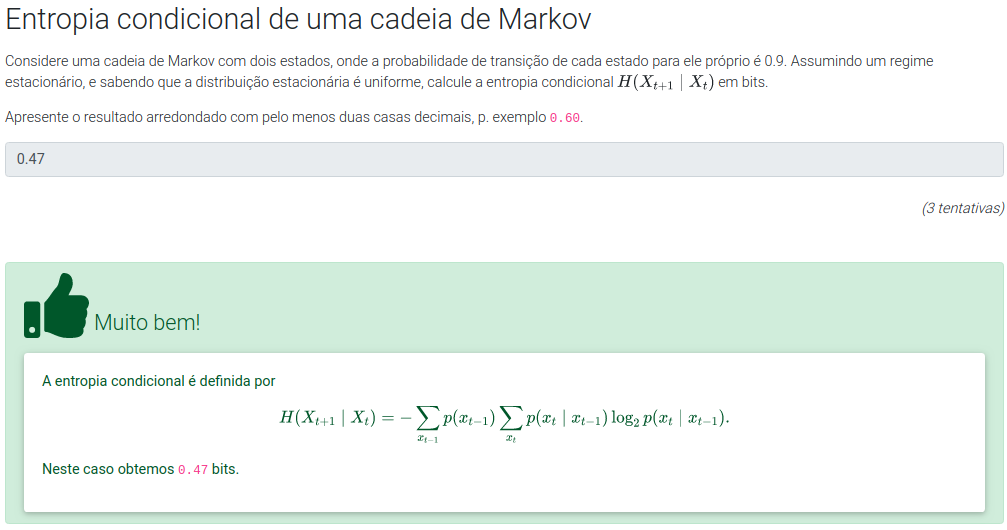 Entropia condicional de uma cadeia de Markov
Considere uma cadeia de Markov com dois estados, onde a probabilidade de transição de cada estado para ele próprio é 0.9. Assumindo um regime
estacionário, e sabendo que a distribuição estacionária é uniforme, calcule a entropia condicional $H(X_{t+1} \mid X_t)$ em bits.
Apresente o resultado arredondado com pelo menos duas casas decimais, p. exemplo 0.60.
0.47
(3 tentativas)
Muito bem!
A entropia condicional é definida por
$H(X_{t+1} \mid X_t) = -\sum_{x_{t-1}} p(x_{t-1}) \sum_{x_t} p(x_t \mid x_{t-1}) \log_2 p(x_t \mid x_{t-1}).$
Neste caso obtemos 0.47 bits.